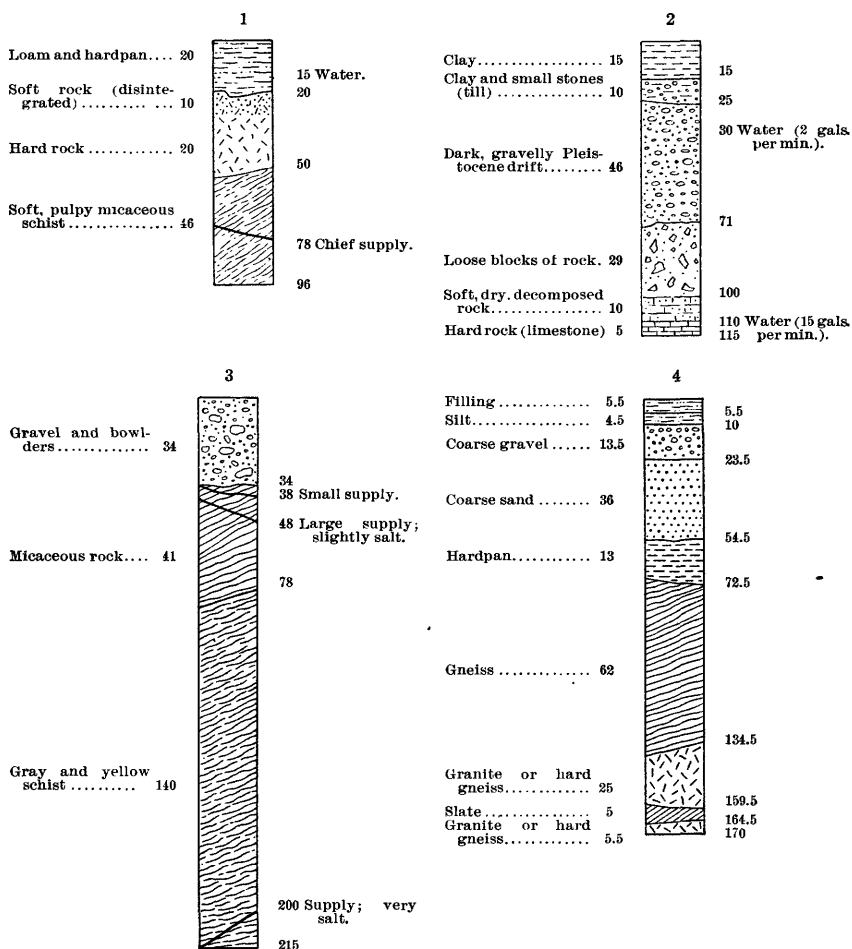 1
Loam and hardpan.... 20
15 Water.
20
Soft rock (disinte-
grated) .......... ... 10
Hard rock ............ 20
50
Soft, pulpy micaceous
schist ............... 46
78 Chief supply.
96
2
Clay ................. 15
15
Clay and small stones
(till) ............... 10
25
30 Water (2 gals.
per min.).
Dark, gravelly Pleis-
tocene drift........ 46
71
Loose blocks of rock. 29
100
Soft, dry. decomposed
rock................ 10
110 Water (15 gals.
per min.).
Hard rock (limestone) 5
115
3
Gravel and bowl-
ders............. 34
34
38 Small supply.
48 Large supply;
slightly salt.
Micaceous rock.... 41
78
Gray and yellow
schist .......... 140
200 Supply; very
salt.
215
4
Filling ............. 5.5
5.5
Silt................. 4.5
10
Coarse gravel ...... 13.5
23.5
Coarse sand ........ 36
54.5
Hardpan............. 13
72.5
Gneiss .............. 62
134.5
Granite or hard
gneiss............. 25
159.5
Slate ............... 5
164.5
Granite or hard
gneiss............. 5.5
170